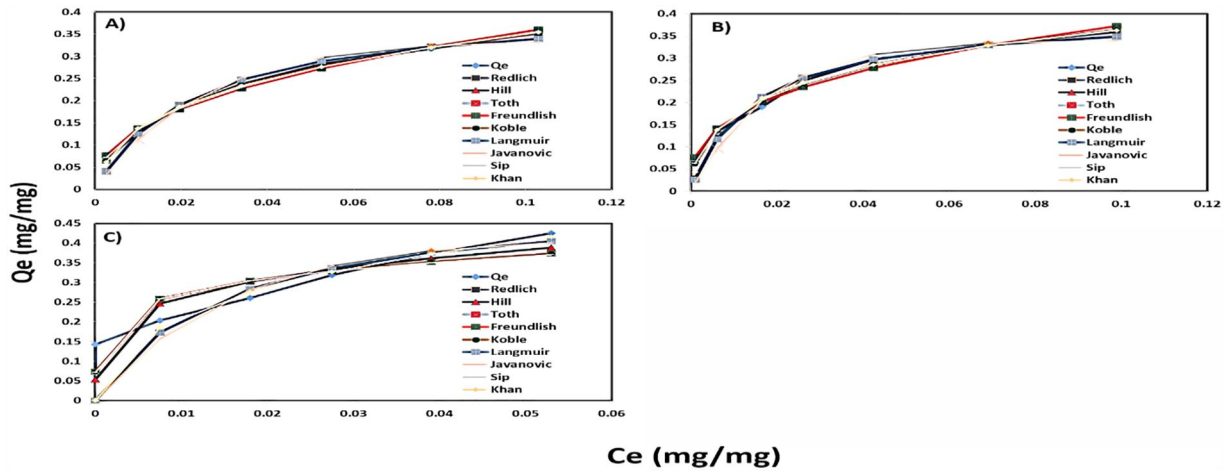 A)
0.4
0.35
0.3
0.25
0.2
0.15
0.1
0.05
0
0 0.02 0.04 0.06 0.08 0.1 0.12
Qe
Redlich
Hill
Toth
Freundlish
Koble
Langmuir
Javanovic
Sip
Khan
B)
0.4
0.35
0.3
0.25
0.2
0.15
0.1
0.05
0
0 0.02 0.04 0.06 0.08 0.1 0.12
Qe
Redlich
Hill
Toth
Freundlish
Koble
Langmuir
Javanovic
Sip
Khan
Qe (mg/mg)
C)
0.45
0.4
0.35
0.3
0.25
0.2
0.15
0.1
0.05
0
0 0.01 0.02 0.03 0.04 0.05 0.06
Qe
Redlich
Hill
Toth
Freundlish
Koble
Langmuir
Javanovic
Sip
Khan
Ce (mg/mg)